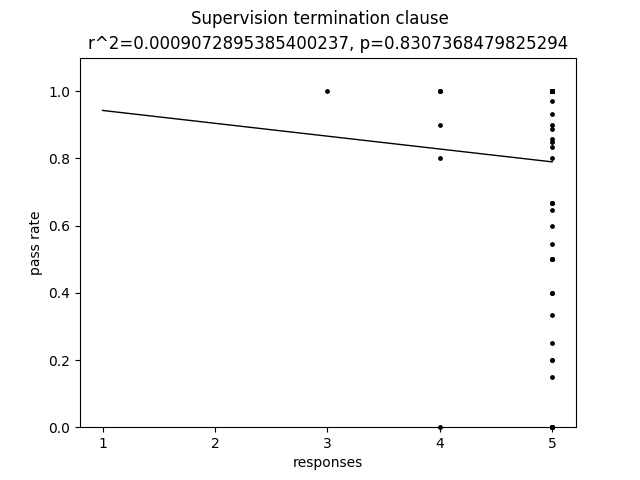 Supervision termination clause
r^2=0.0009072895385400237, p=0.8307368479825294
1.0
0.8
0.6
0.4
0.2
0.0
pass rate
1 2 3 4 5
responses